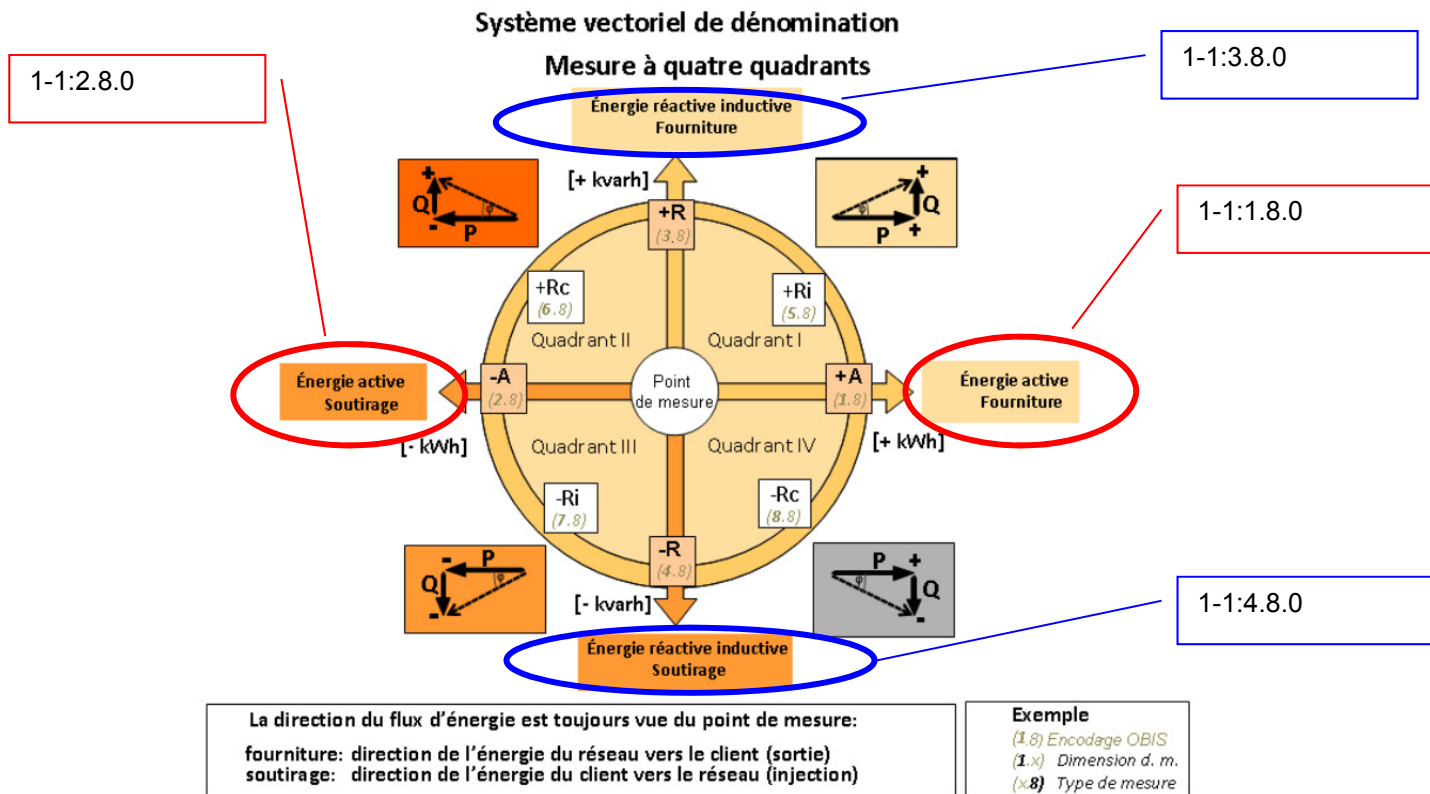 Système vectoriel de dénomination
Mesure à quatre quadrants
1-1:2.8.0
1-1:3.8.0
Énergie réactive inductive
Fourniture
[+ kvarh]
+
Q
-
P
φ
+
Q
P
+
φ
1-1:1.8.0
+R
(3.8)
+Rc
(6.8)
+Ri
(5.8)
Quadrant II
Quadrant I
Énergie active
Soutirage
-A
(2.8)
Point
de mesure
+A
(1.8)
Énergie active
Fourniture
[- kWh]
[+ kWh]
Quadrant III
Quadrant IV
-Ri
(7.8)
-Rc
(8.8)
-R
(4.8)
-
P
Q
-
φ
P
+
Q
-
φ
[- kvarh]
1-1:4.8.0
Énergie réactive inductive
Soutirage
La direction du flux d'énergie est toujours vue du point de mesure:
fourniture: direction de l'énergie du réseau vers le client (sortie)
soutirage: direction de l'énergie du client vers le réseau (injection)
Exemple
(1.8) Encodage OBIS
(1.x) Dimension d. m.
(x.8) Type de mesure